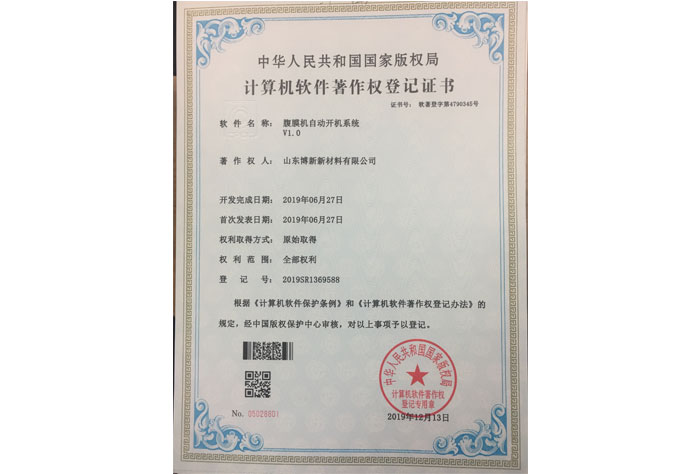 中华人民共和国国家版权局
计算机软件著作权登记证书
证书号： 软著登字第4790345号
软件名称： 腹膜机自动开机系统
V1.0
著作权人： 山东博新新材料有限公司
开发完成日期： 2019年06月27日
首次发表日期： 2019年06月27日
权利取得方式： 原始取得
权利范围： 全部权利
登记号： 2019SR1369588
根据《计算机软件保护条例》和《计算机软件著作权登记办法》的
规定，经中国版权保护中心审核，对以上事项予以登记。
中华人民共和国国家版权局
计算机软件著作权
登记专用章
No. 05028801
2019年12月13日